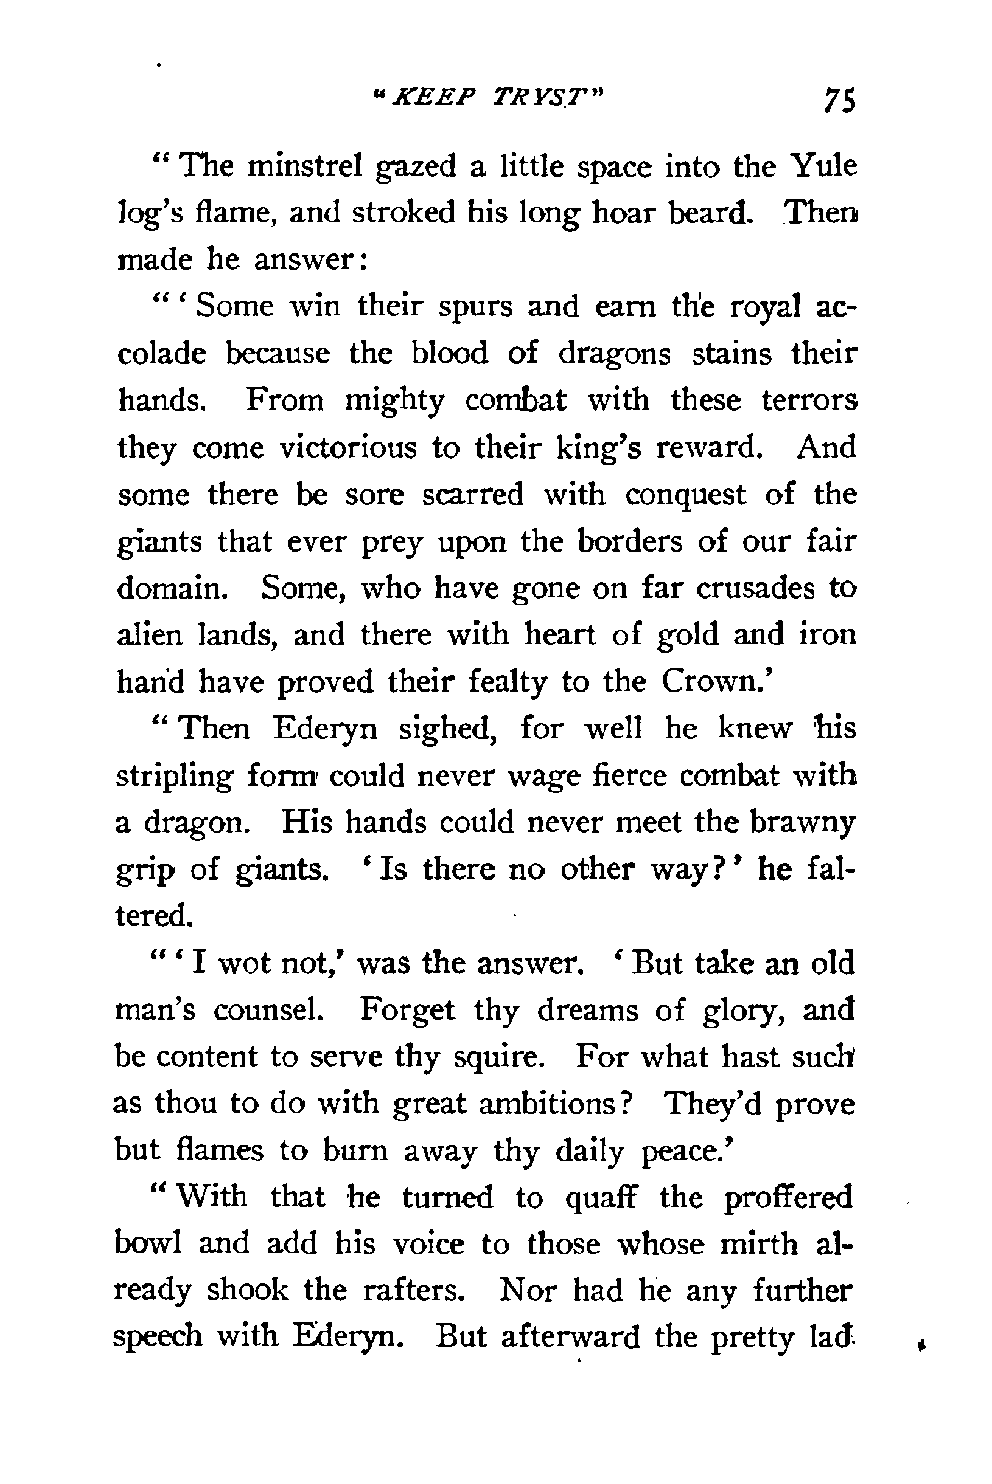 "KEEP TRYST" 75
"The minstrel gazed a little space into the Yule
log's flame, and stroked his long hoar beard. Then
made he answer:
"'Some win their spurs and earn the royal ac-
colade because the blood of dragons stains their
hands. From mighty combat with these terrors
they come victorious to their king's reward. And
some there be sore scarred with conquest of the
giants that ever prey upon the borders of our fair
domain. Some, who have gone on far crusades to
alien lands, and there with heart of gold and iron
hand have proved their fealty to the Crown.'
"Then Ederyn sighed, for well he knew his
stripling form could never wage fierce combat with
a dragon. His hands could never meet the brawny
grip of giants. 'Is there no other way?' he fal-
tered.
"'I wot not,' was the answer. 'But take an old
man's counsel. Forget thy dreams of glory, and
be content to serve thy squire. For what hast such
as thou to do with great ambitions? They'd prove
but flames to burn away thy daily peace.'
"With that he turned to quaff the proffered
bowl and add his voice to those whose mirth al-
ready shook the rafters. Nor had he any further
speech with Ederyn. But afterward the pretty lad